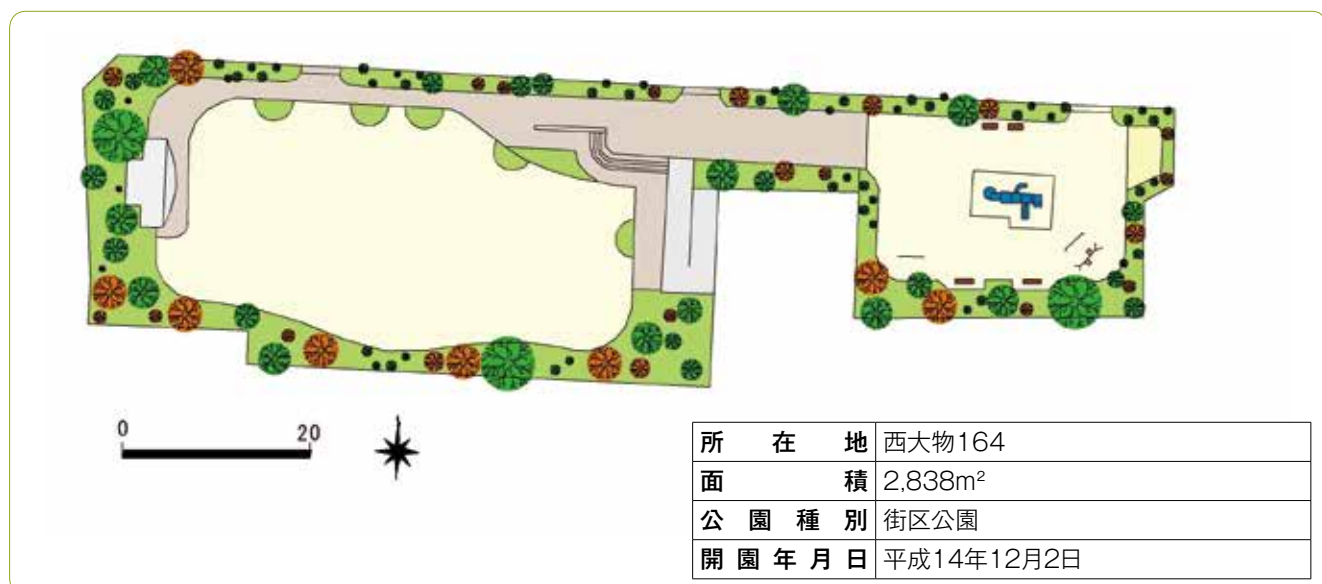 0 20
所在地 西大物164
面積 2,838m²
公園種別 街区公園
開園年月日 平成14年12月2日